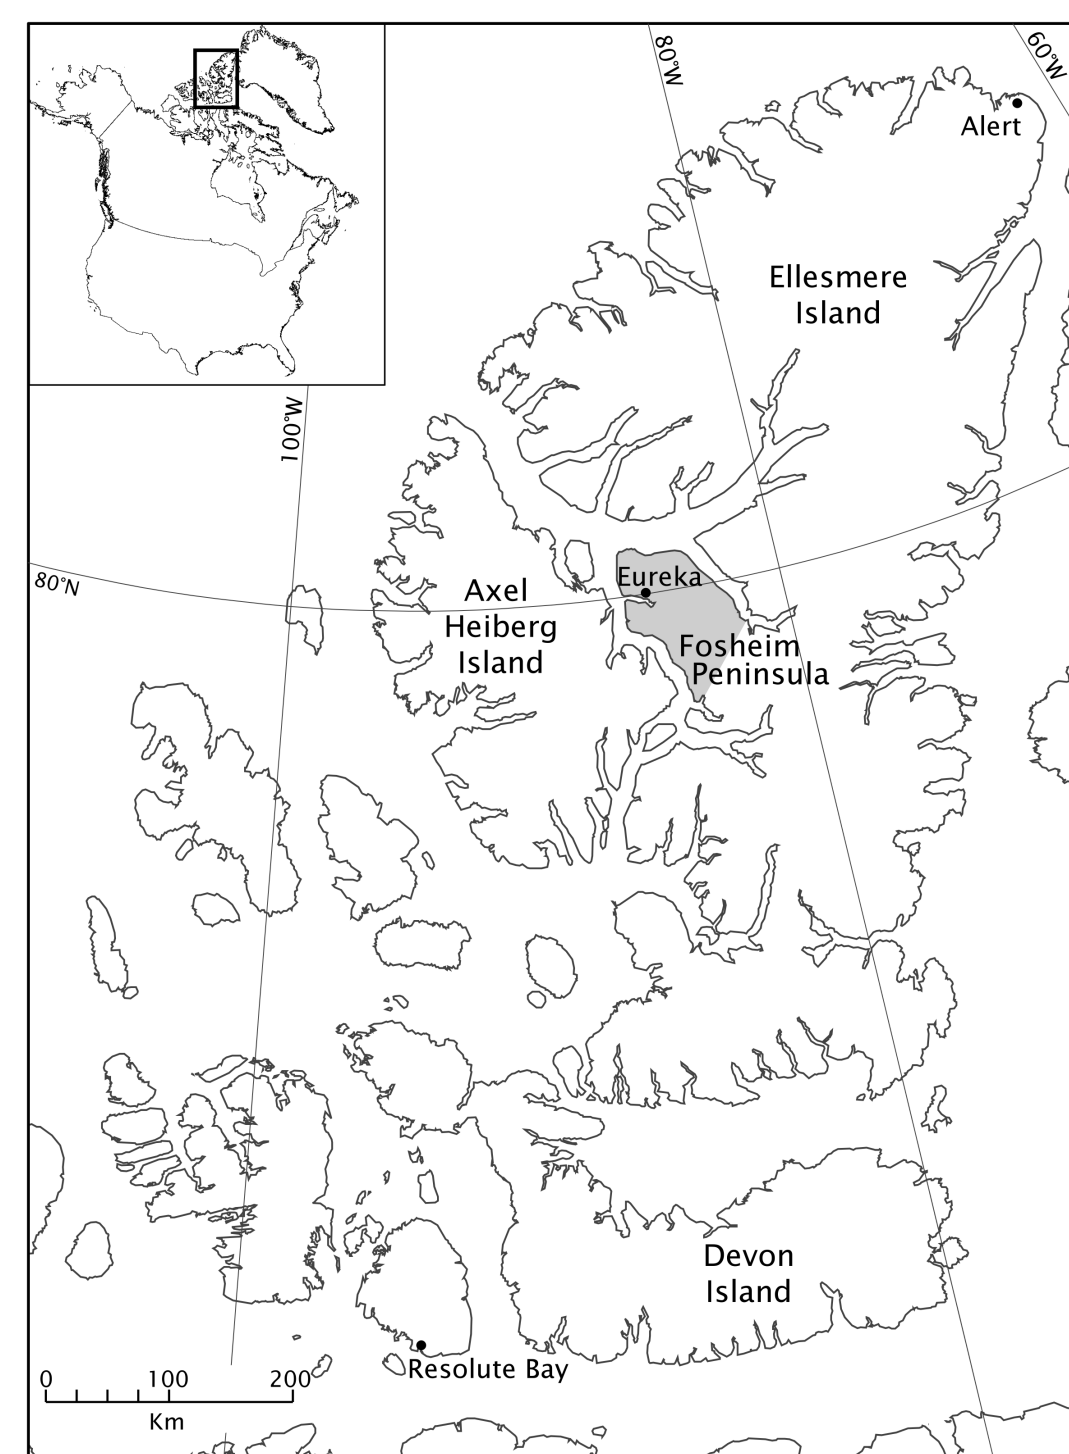 80°W
60°W
Alert
Ellesmere
Island
100°W
80°N
Eureka
Axel
Heiberg
Island
Fosheim
Peninsula
Devon
Island
Resolute Bay
0 100 200
Km